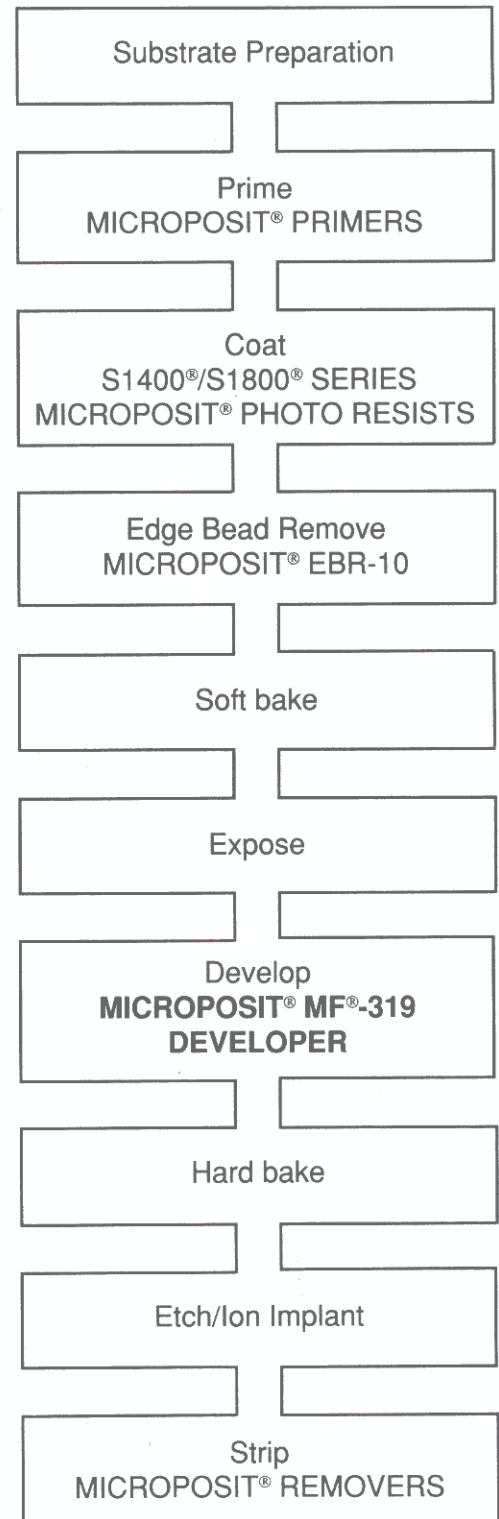 Substrate Preparation
Prime
MICROPOSIT® PRIMERS
Coat
S1400®/S1800® SERIES
MICROPOSIT® PHOTO RESISTS
Edge Bead Remove
MICROPOSIT® EBR-10
Soft bake
Expose
Develop
MICROPOSIT® MF®-319
DEVELOPER
Hard bake
Etch/Ion Implant
Strip
MICROPOSIT® REMOVERS